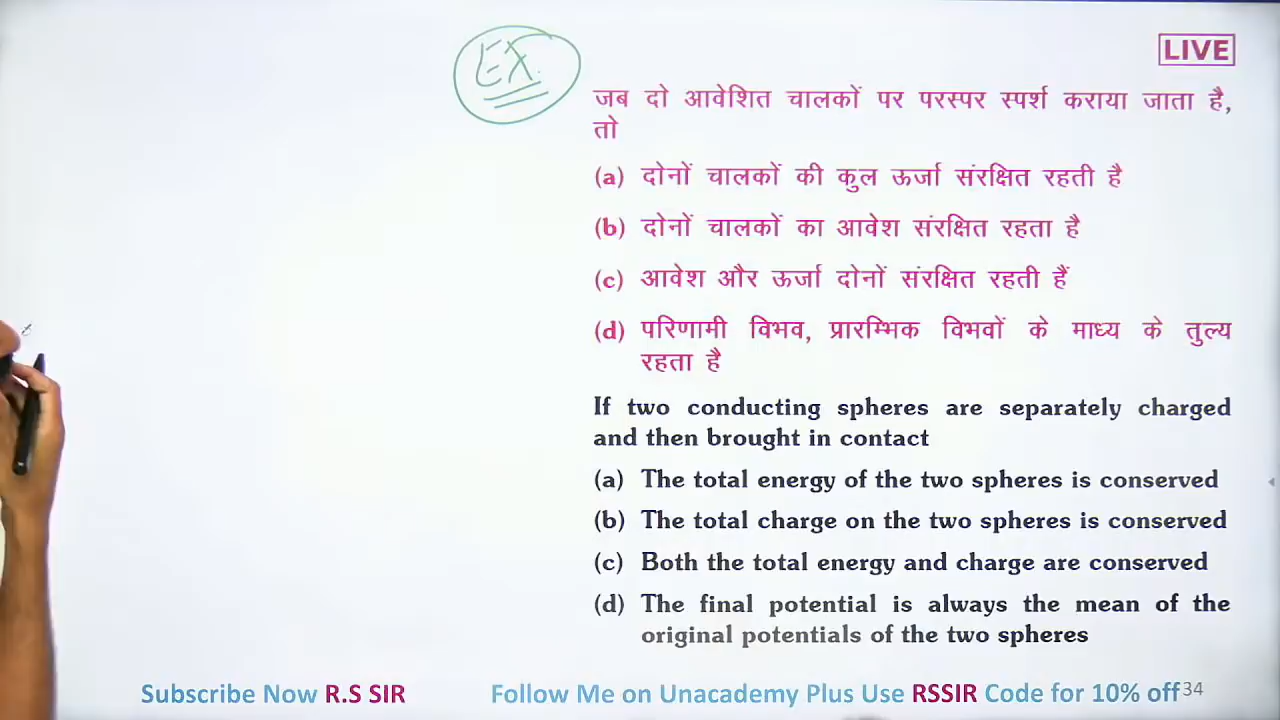 LIVE
EX.
जब दो आवेशित चालकों पर परस्पर स्पर्श कराया जाता है,
तो
(a) दोनों चालकों की कुल ऊर्जा संरक्षित रहती है
(b) दोनों चालकों का आवेश संरक्षित रहता है
(c) आवेश और ऊर्जा दोनों संरक्षित रहती हैं
(d) परिणामी विभव, प्रारम्भिक विभवों के माध्य के तुल्य
रहता है
If two conducting spheres are separately charged
and then brought in contact
(a) The total energy of the two spheres is conserved
(b) The total charge on the two spheres is conserved
(c) Both the total energy and charge are conserved
(d) The final potential is always the mean of the
original potentials of the two spheres
Subscribe Now R.S SIR Follow Me on Unacademy Plus Use RSSIR Code for 10% off 34